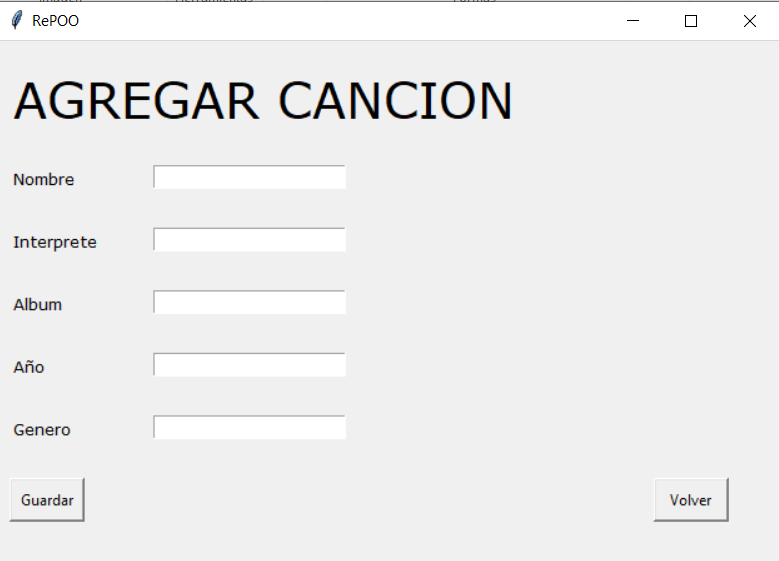 RePOO
AGREGAR CANCION
Nombre
Interprete
Album
Año
Genero
Guardar Volver